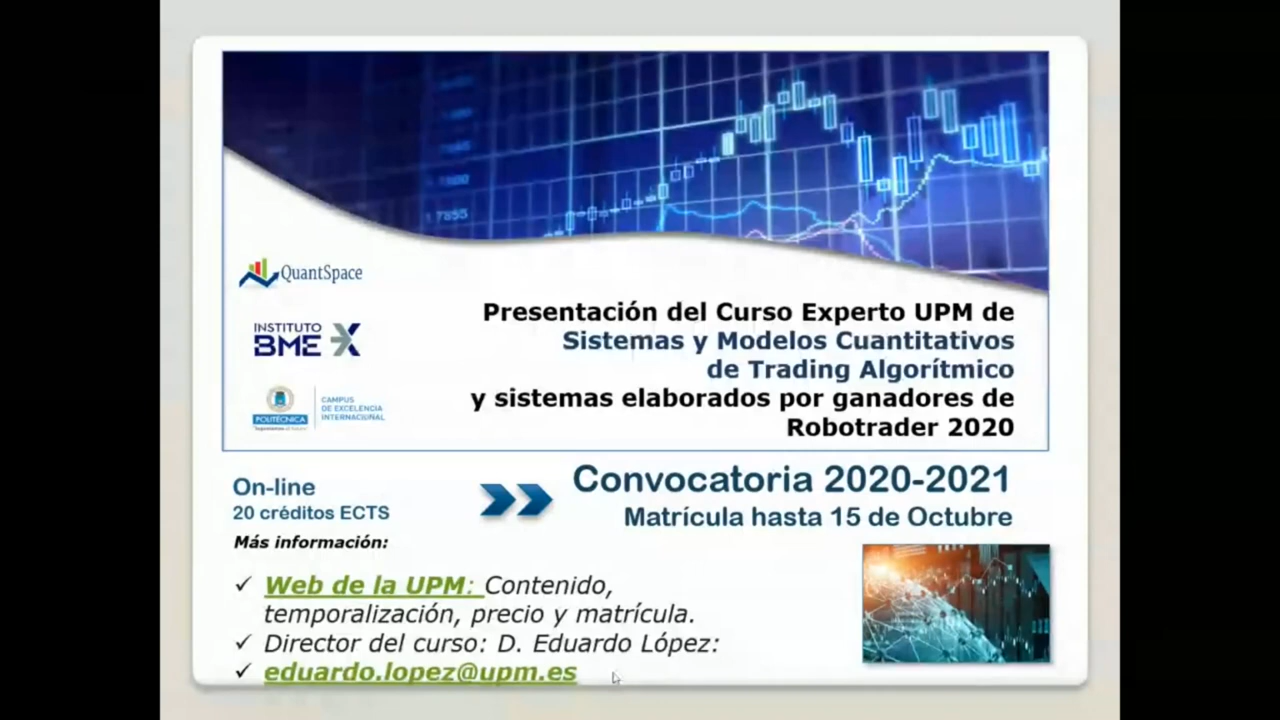 1.7855
QuantSpace
INSTITUTO
BME
POLITÉCNICA
CAMPUS
DE EXCELENCIA
INTERNACIONAL
Presentación del Curso Experto UPM de
Sistemas y Modelos Cuantitativos
de Trading Algorítmico
y sistemas elaborados por ganadores de
Robotrader 2020
On-line
20 créditos ECTS
Convocatoria 2020-2021
Matrícula hasta 15 de Octubre
Más información:
Web de la UPM: Contenido,
temporalización, precio y matrícula.
Director del curso: D. Eduardo López:
eduardo.lopez@upm.es